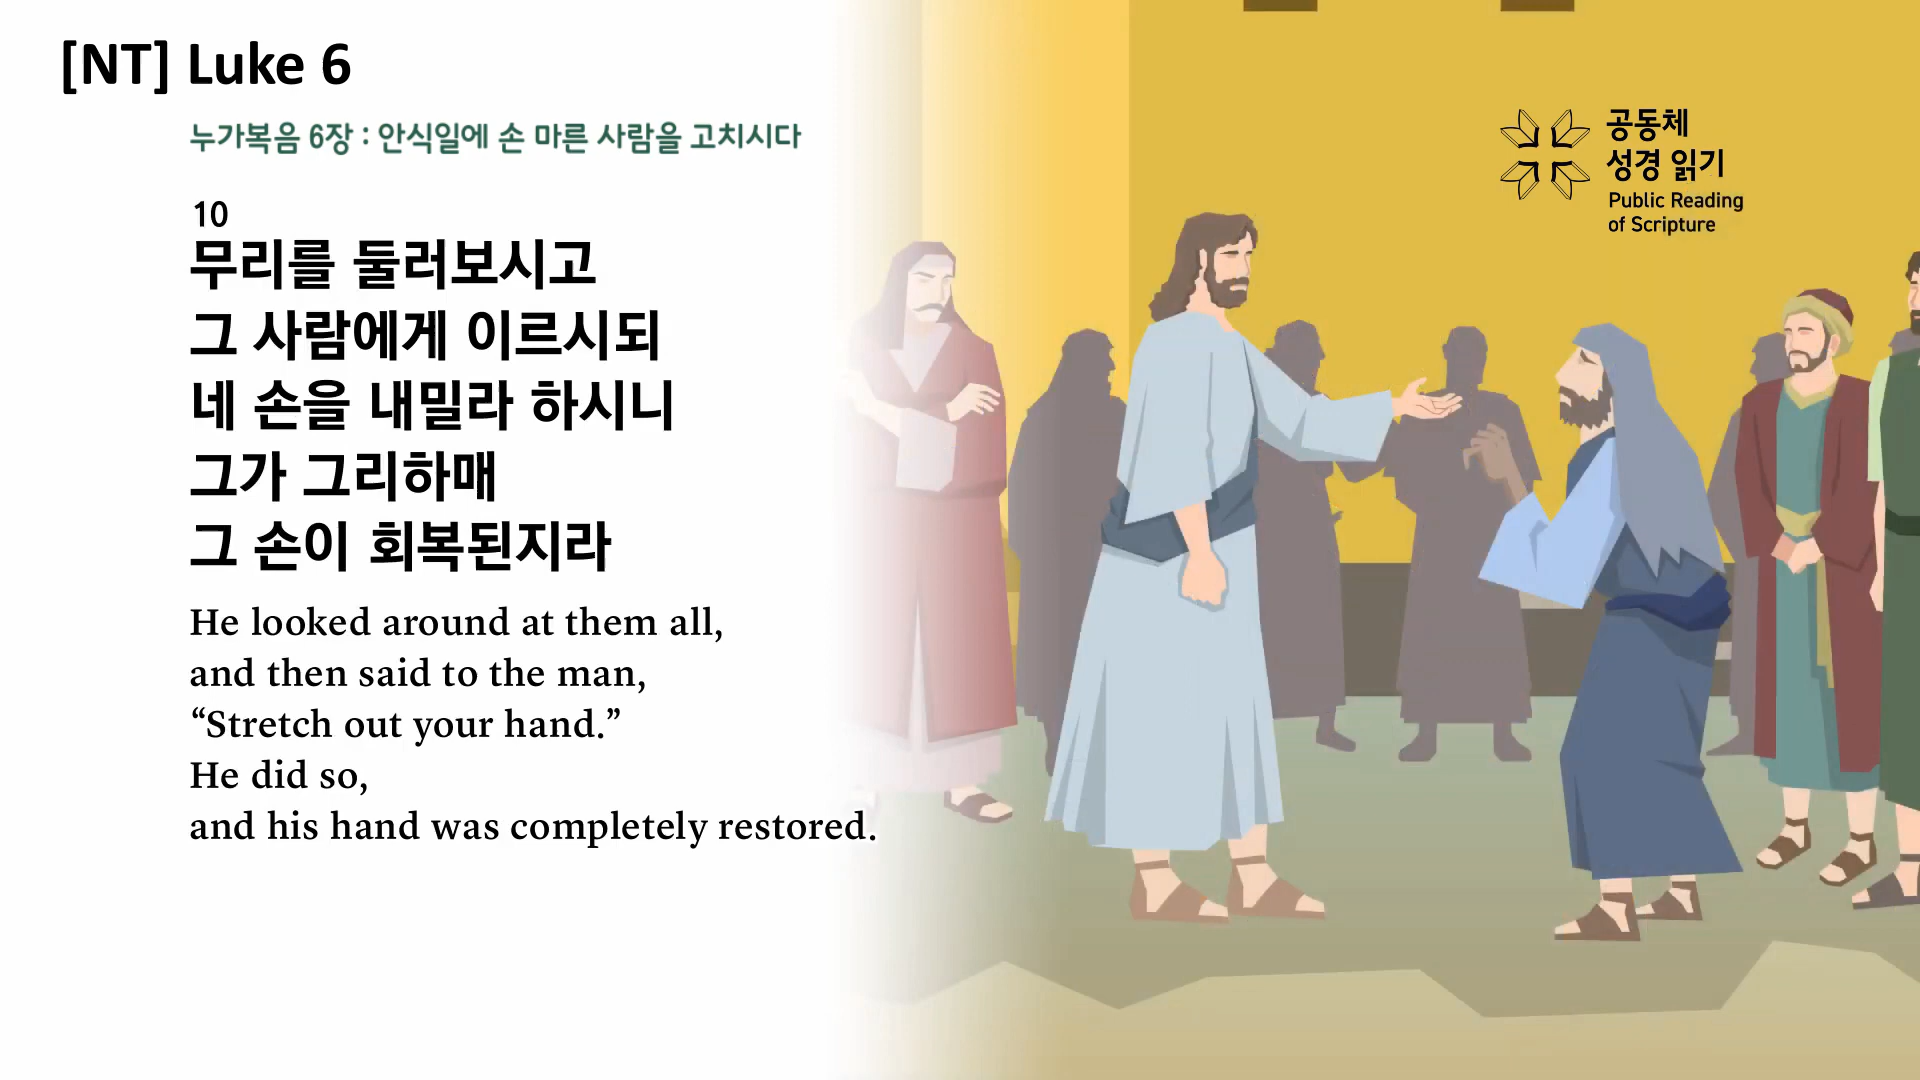 [NT] Luke 6
누가복음 6장 : 안식일에 손 마른 사람을 고치시다
공동체
성경 읽기
Public Reading
of Scripture
10
무리를 둘러보시고
그 사람에게 이르시되
네 손을 내밀라 하시니
그가 그리하매
그 손이 회복된지라
He looked around at them all,
and then said to the man,
“Stretch out your hand.”
He did so,
and his hand was completely restored.